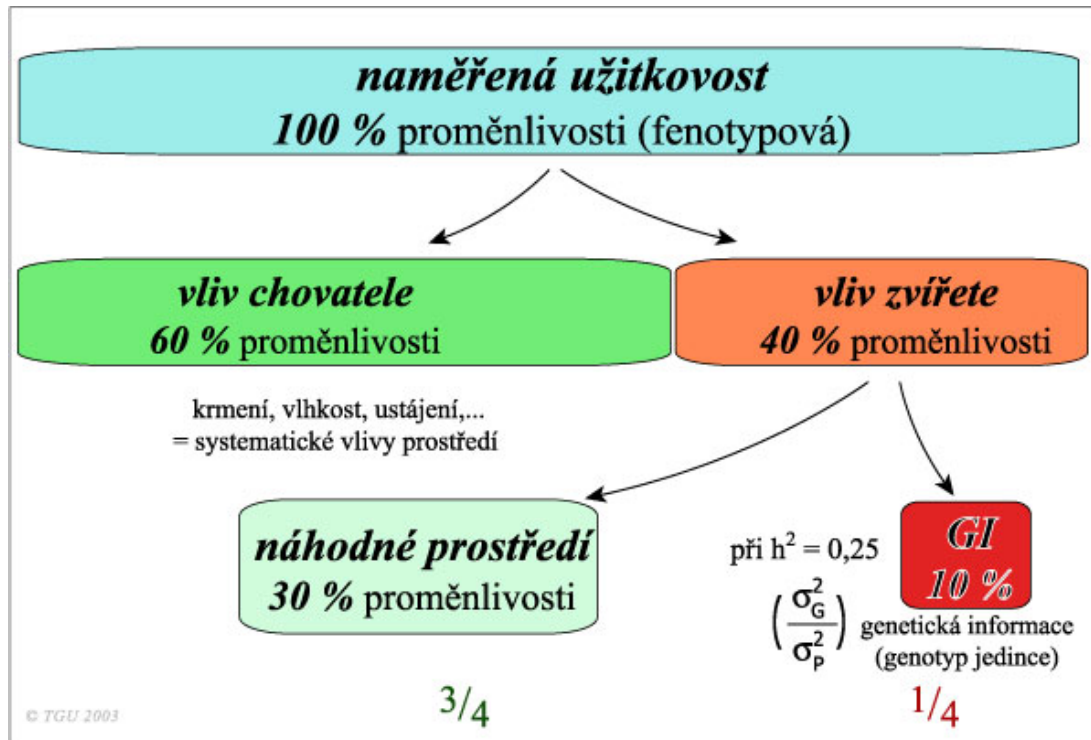 naměřená užitkovost
100 % proměnlivosti (fenotypová)
vliv chovatele
60 % proměnlivosti
vliv zvířete
40 % proměnlivosti
krmení, vlhkost, ustájení,...
= systematické vlivy prostředí
náhodné prostředí
30 % proměnlivosti
při h² = 0,25
(σ²G / σ²P)
GI
10 %
genetická informace
(genotyp jedince)
3/4
1/4
© TGU 2003